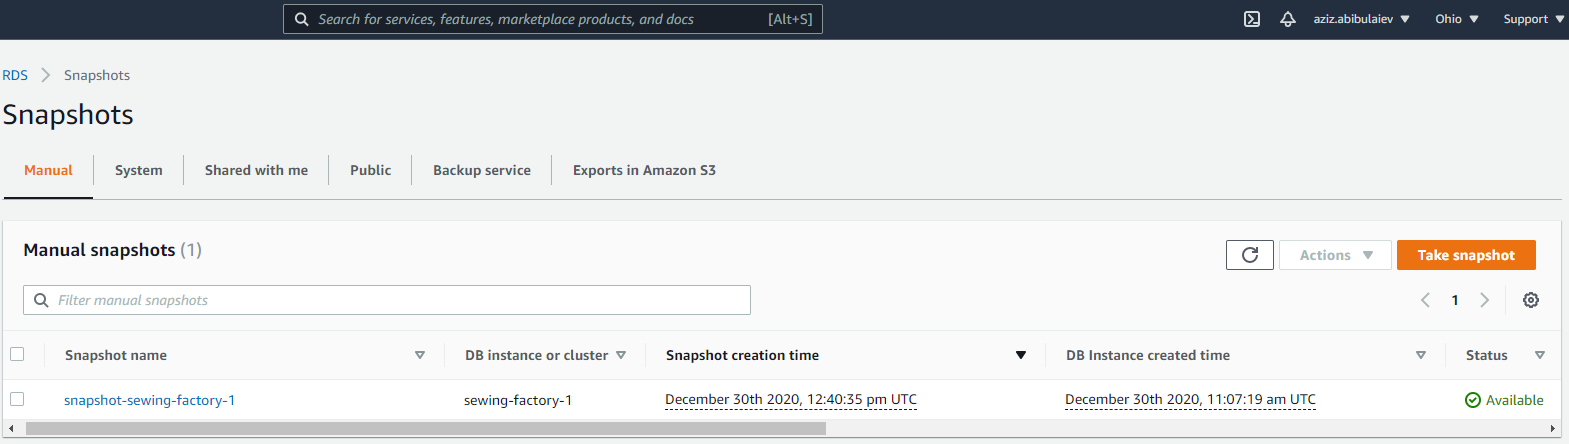 Search for services, features, marketplace products, and docs [Alt+S] aziz.abibulaiev Ohio Support
RDS Snapshots
Snapshots
Manual System Shared with me Public Backup service Exports in Amazon S3
Manual snapshots (1) Actions Take snapshot
Filter manual snapshots 1
Snapshot name DB instance or cluster Snapshot creation time DB Instance created time Status
snapshot-sewing-factory-1 sewing-factory-1 December 30th 2020, 12:40:35 pm UTC December 30th 2020, 11:07:19 am UTC Available